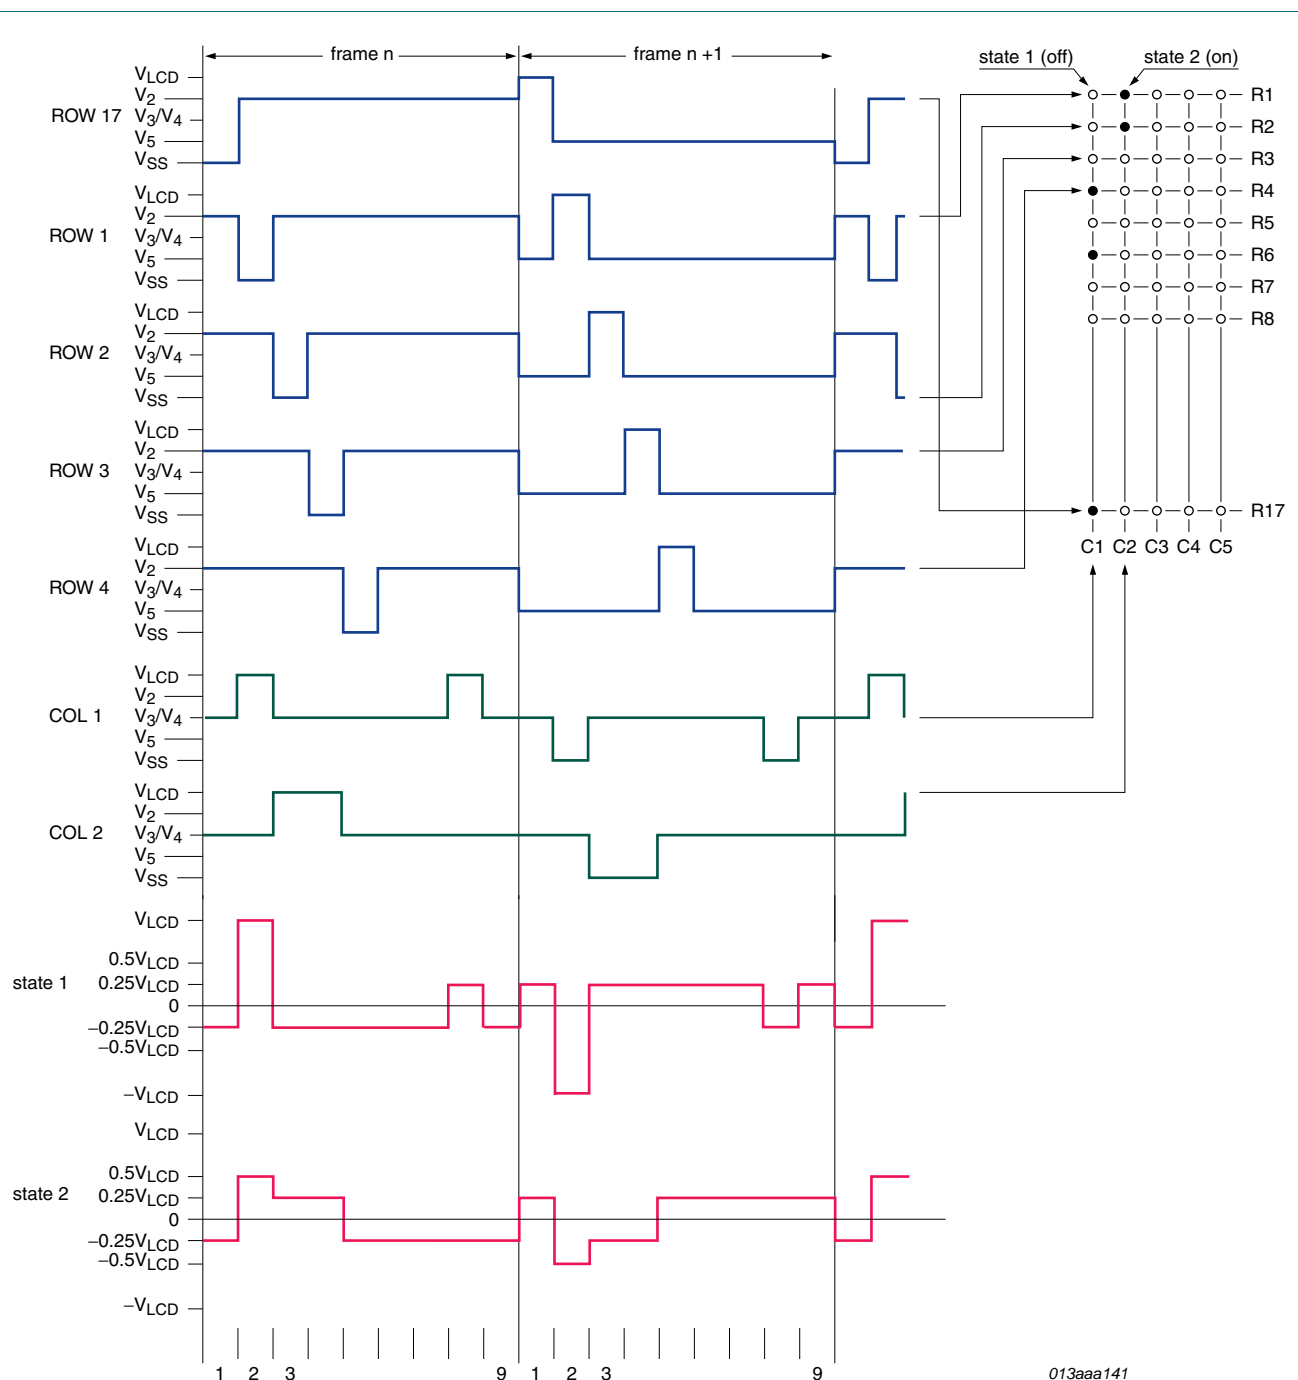 frame n
frame n +1
state 1 (off)
state 2 (on)
ROW 17
VLCD
V2
V3/V4
V5
VSS
ROW 1
VLCD
V2
V3/V4
V5
VSS
ROW 2
VLCD
V2
V3/V4
V5
VSS
ROW 3
VLCD
V2
V3/V4
V5
VSS
ROW 4
VLCD
V2
V3/V4
V5
VSS
COL 1
VLCD
V2
V3/V4
V5
VSS
COL 2
VLCD
V2
V3/V4
V5
VSS
state 1
VLCD
0.5VLCD
0.25VLCD
0
−0.25VLCD
−0.5VLCD
−VLCD
state 2
VLCD
0.5VLCD
0.25VLCD
0
−0.25VLCD
−0.5VLCD
−VLCD
1 2 3 9 1 2 3 9
R1
R2
R3
R4
R5
R6
R7
R8
R17
C1 C2 C3 C4 C5
013aaa141